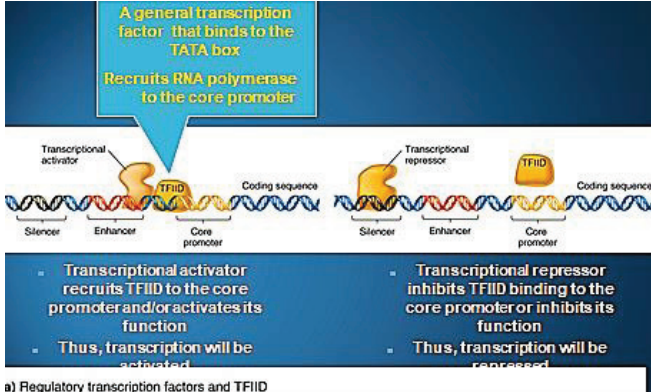 A general transcription
factor that binds to the
TATA box
Recruits RNA polymerase
to the core promoter
Transcriptional
activator
TFIID
Coding sequence
Silencer
Enhancer
Core
promoter
Transcriptional
repressor
TFIID
Coding sequence
Silencer
Enhancer
Core
promoter
Transcriptional activator
recruits TFIID to the core
promoter and/or activates its
function
Thus, transcription will be
activated
Transcriptional repressor
inhibits TFIID binding to the
core promoter or inhibits its
function
Thus, transcription will be
repressed
a) Regulatory transcription factors and TFIID